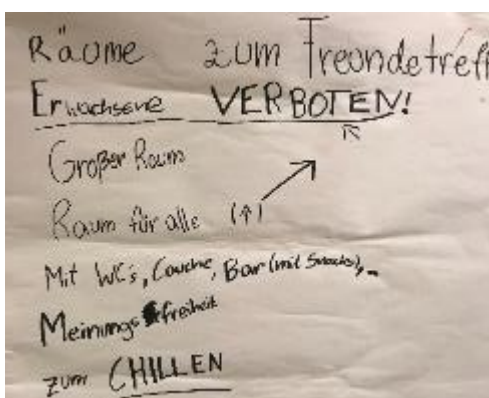 Räume zum Freundetreff
Erwachsene VERBOTEN!
Großer Raum
Raum für alle (↑)
Mit WC's, Couche, Bar (mit Snacks),...
Meinungsfreiheit
zum CHILLEN